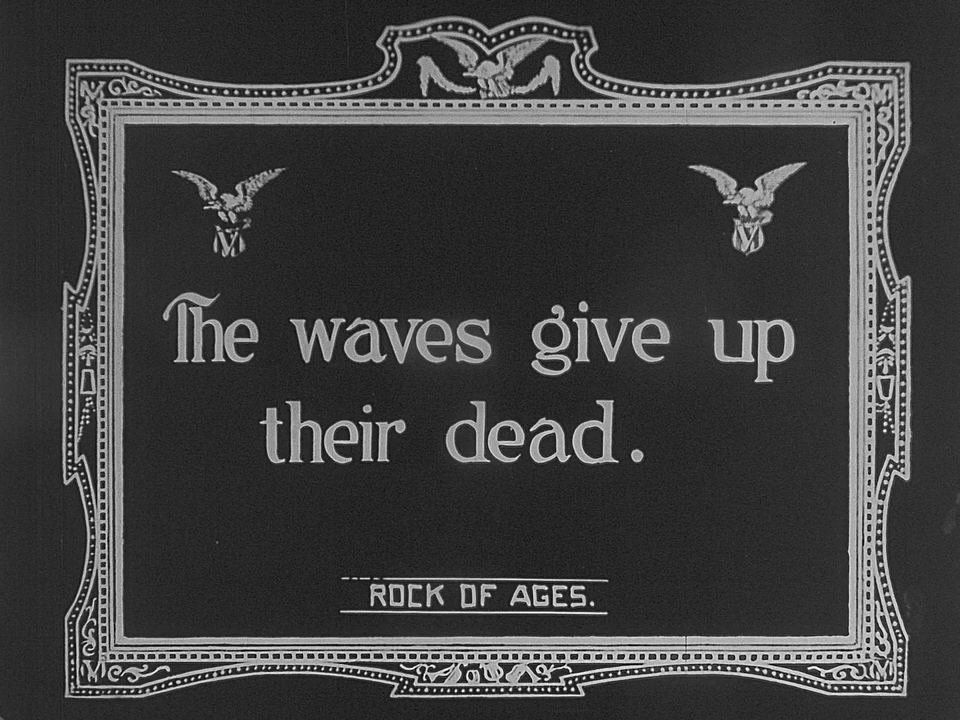 The waves give up
their dead.
ROCK OF AGES.